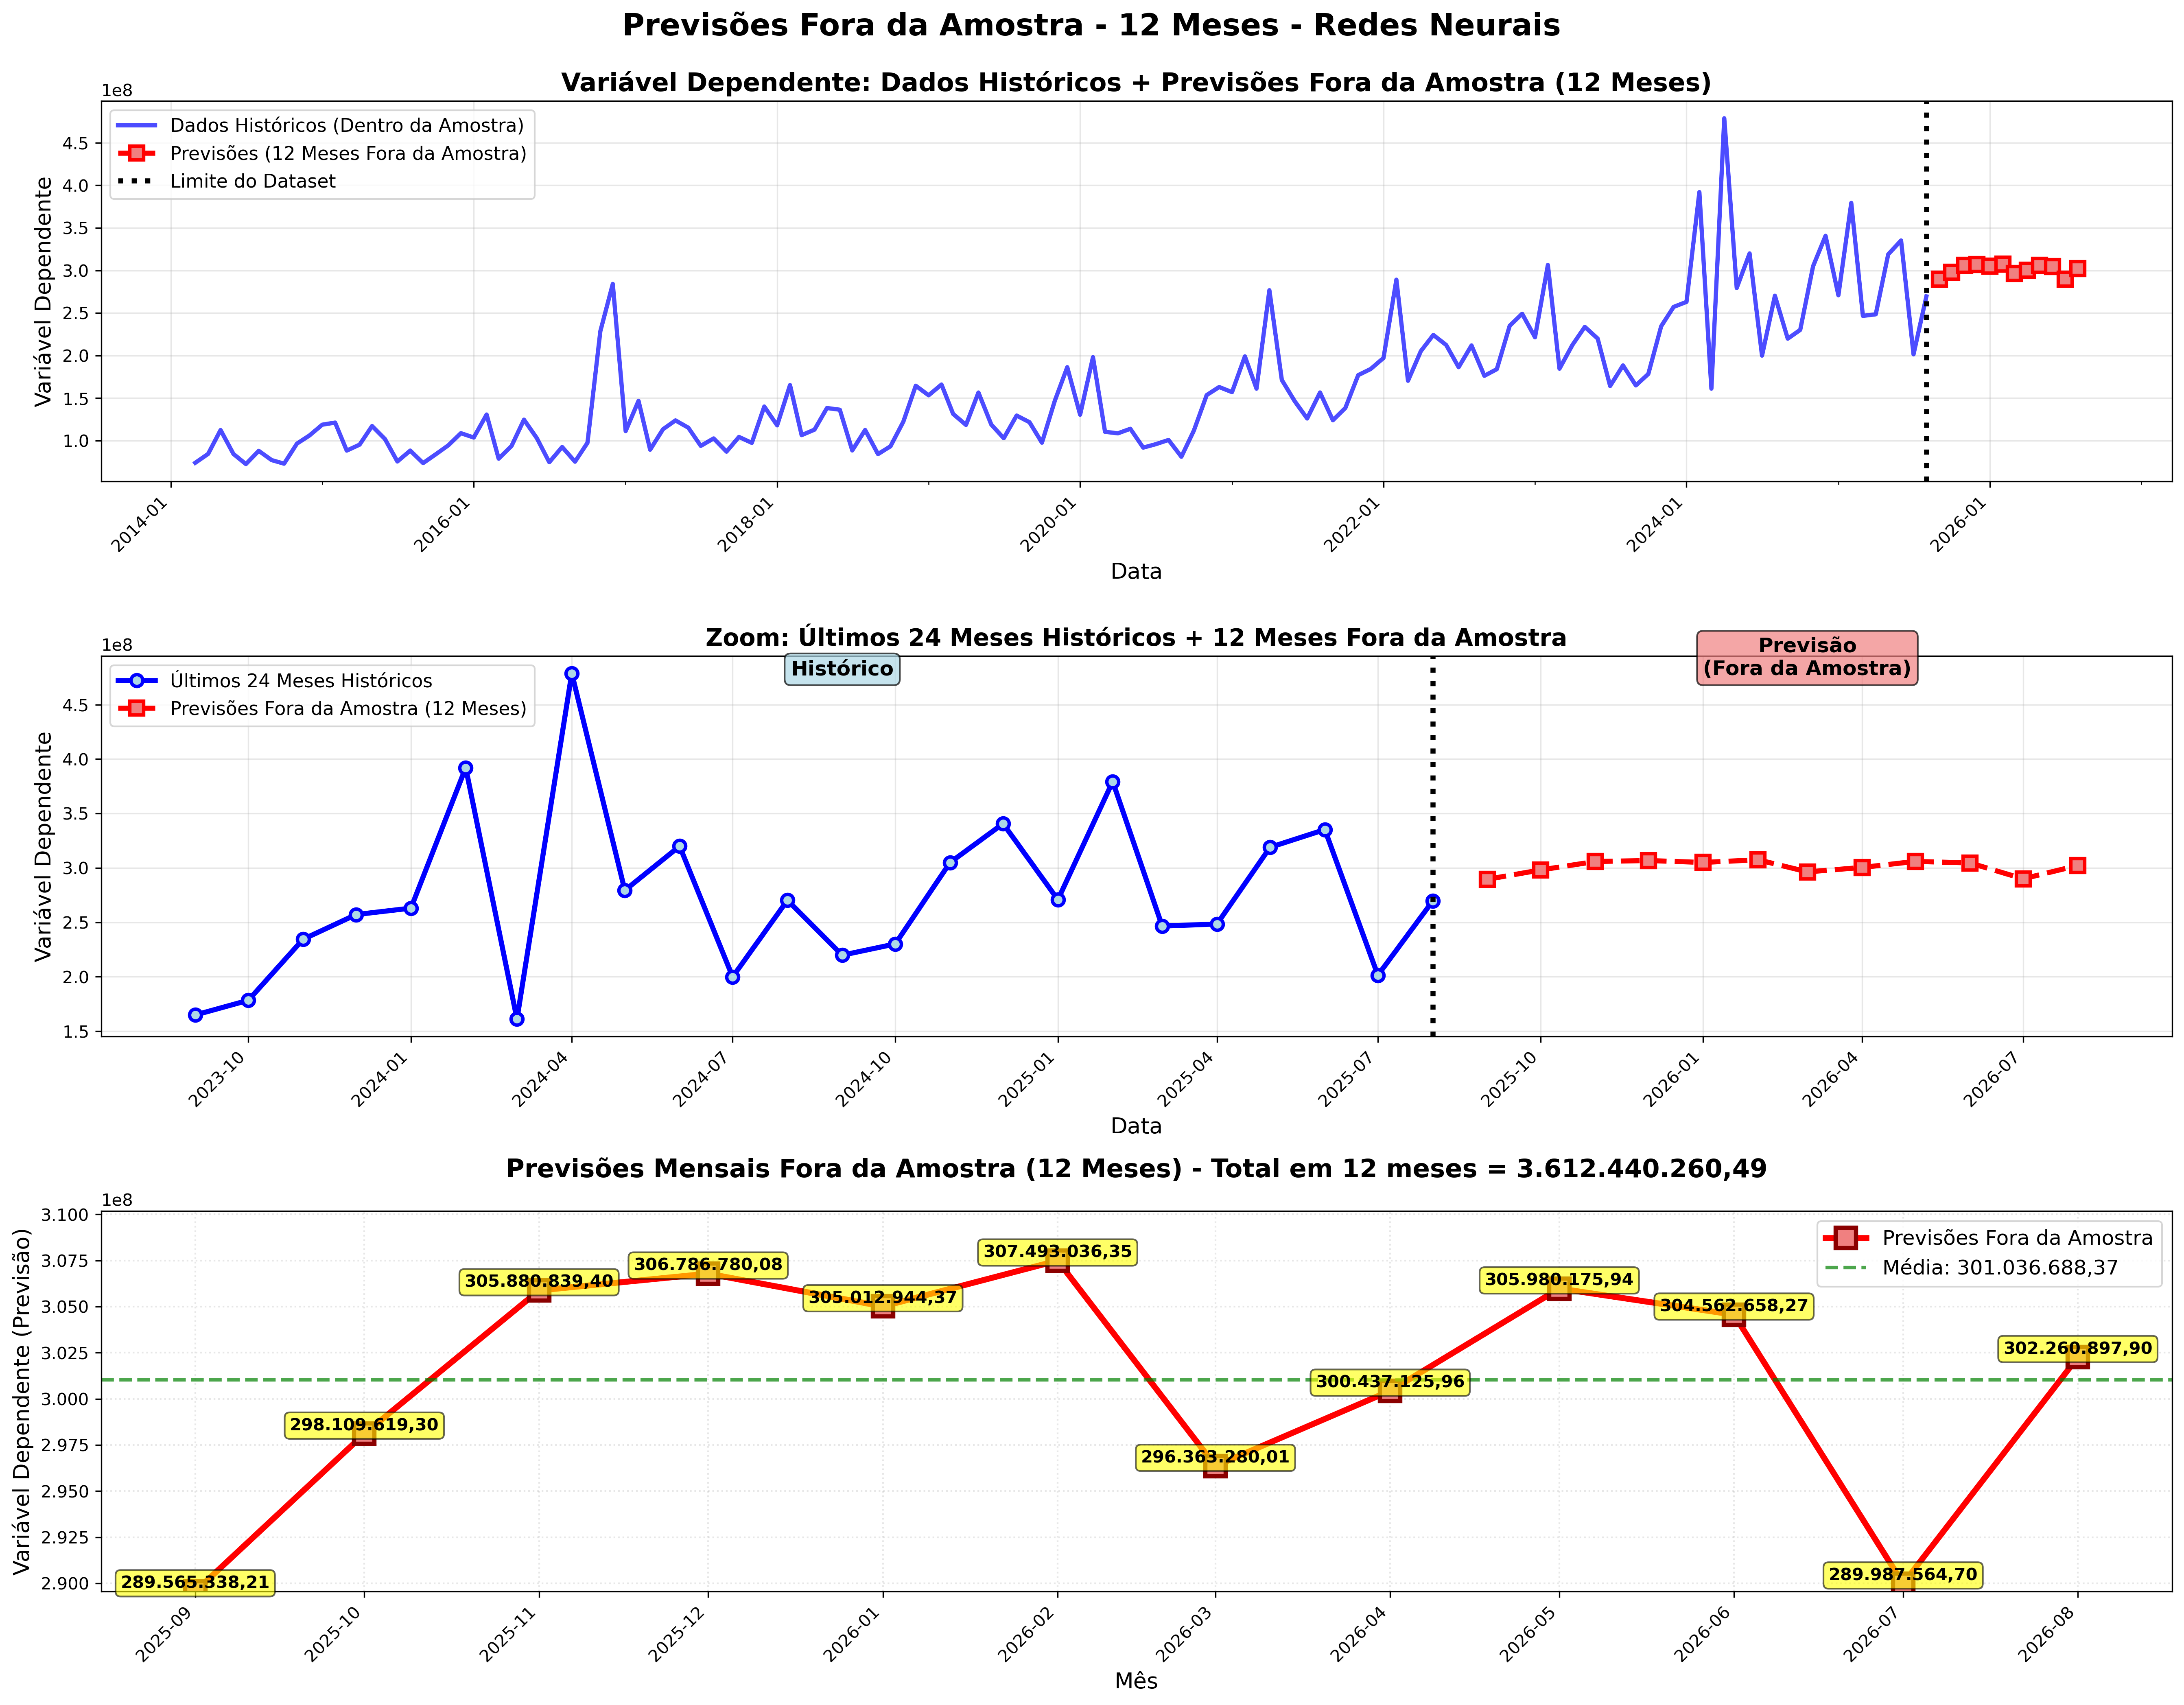 Previsões Fora da Amostra - 12 Meses - Redes Neurais
Variável Dependente: Dados Históricos + Previsões Fora da Amostra (12 Meses)
1e8
Dados Históricos (Dentro da Amostra)
Previsões (12 Meses Fora da Amostra)
Limite do Dataset
Variável Dependente
4.5
4.0
3.5
3.0
2.5
2.0
1.5
1.0
2014-01
2016-01
2018-01
2020-01
2022-01
2024-01
2026-01
Data
Zoom: Últimos 24 Meses Históricos + 12 Meses Fora da Amostra
1e8
Últimos 24 Meses Históricos
Previsões Fora da Amostra (12 Meses)
Histórico
Previsão
(Fora da Amostra)
Variável Dependente
4.5
4.0
3.5
3.0
2.5
2.0
1.5
2023-10
2024-01
2024-04
2024-07
2024-10
2025-01
2025-04
2025-07
2025-10
2026-01
2026-04
2026-07
Data
Previsões Mensais Fora da Amostra (12 Meses) - Total em 12 meses = 3.612.440.260,49
1e8
Previsões Fora da Amostra
Média: 301.036.688,37
Variável Dependente (Previsão)
3.100
3.075
3.050
3.025
3.000
2.975
2.950
2.925
2.900
289.565.338,21
298.109.619,30
305.880.839,40
306.786.780,08
305.012.944,37
307.493.036,35
296.363.280,01
300.437.125,96
305.980.175,94
304.562.658,27
289.987.564,70
302.260.897,90
2025-09
2025-10
2025-11
2025-12
2026-01
2026-02
2026-03
2026-04
2026-05
2026-06
2026-07
2026-08
Mês